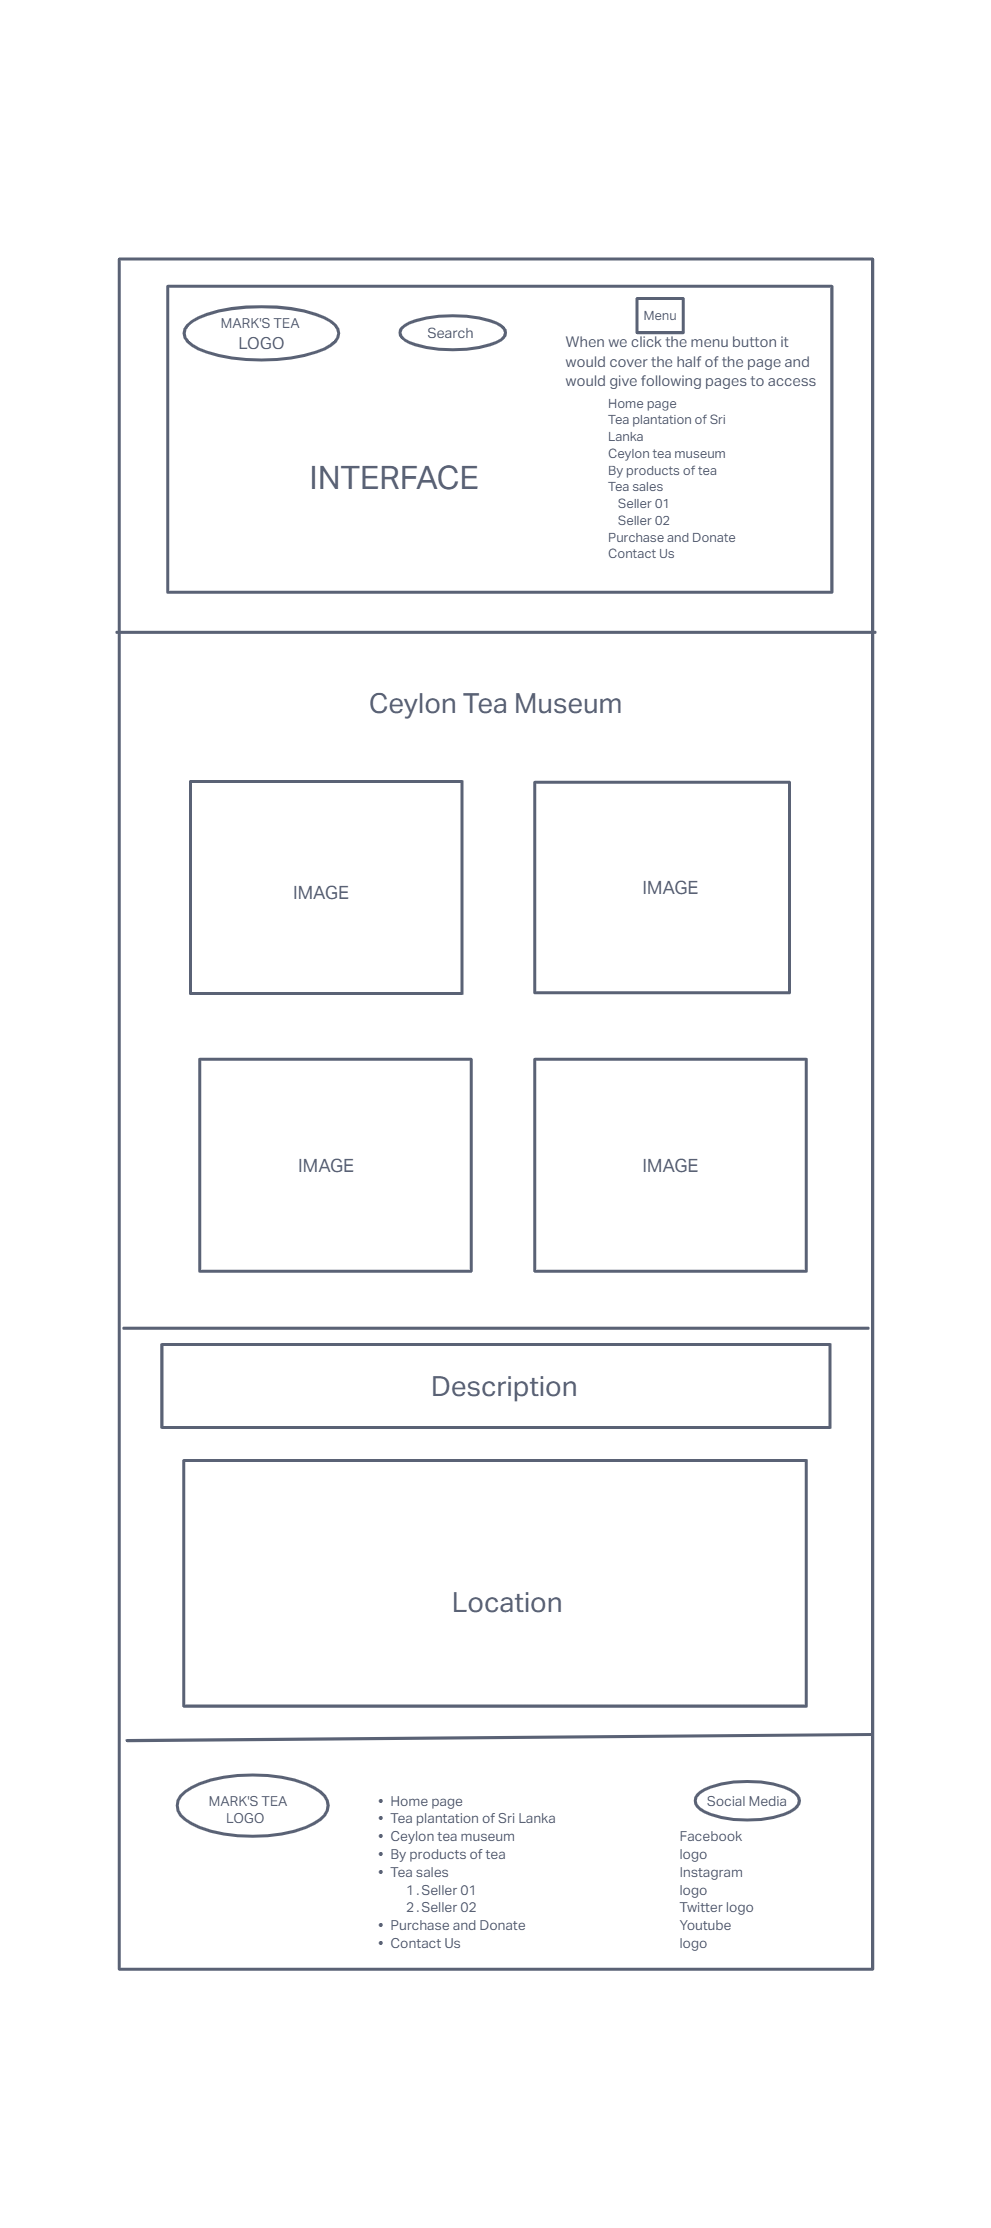 MARK'S TEA
LOGO
Search
Menu
When we click the menu button it
would cover the half of the page and
would give following pages to access
Home page
Tea plantation of Sri
Lanka
Ceylon tea museum
By products of tea
Tea sales
Seller 01
Seller 02
Purchase and Donate
Contact Us
INTERFACE
Ceylon Tea Museum
IMAGE
IMAGE
IMAGE
IMAGE
Description
Location
MARK'S TEA
LOGO
• Home page
• Tea plantation of Sri Lanka
• Ceylon tea museum
• By products of tea
• Tea sales
1. Seller 01
2. Seller 02
• Purchase and Donate
• Contact Us
Social Media
Facebook
logo
Instagram
logo
Twitter logo
Youtube
logo